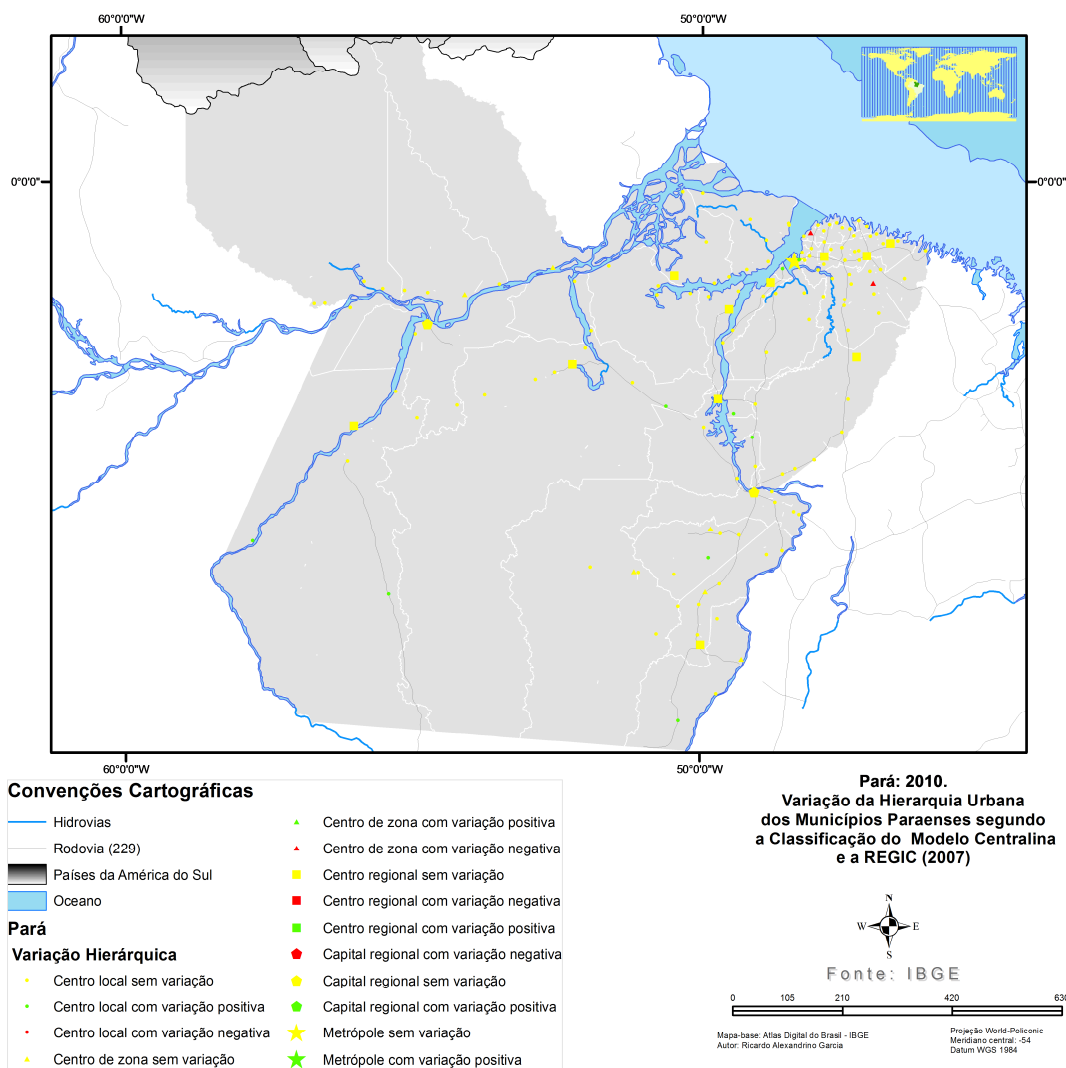 60°0'0"W
50°0'0"W
0°0'0"
0°0'0"
60°0'0"W
50°0'0"W
Convenções Cartográficas
Hidrovias
Rodovia (229)
Países da América do Sul
Oceano
Pará
Variação Hierárquica
Centro local sem variação
Centro local com variação positiva
Centro local com variação negativa
Centro de zona sem variação
Centro de zona com variação positiva
Centro de zona com variação negativa
Centro regional sem variação
Centro regional com variação negativa
Centro regional com variação positiva
Capital regional com variação negativa
Capital regional sem variação
Capital regional com variação positiva
Metrópole sem variação
Metrópole com variação positiva
Pará: 2010.
Variação da Hierarquia Urbana
dos Municípios Paraenses segundo
a Classificação do Modelo Centralina
e a REGIC (2007)
N
W E
S
Fonte: IBGE
0 105 210 420 630
Mapa-base: Atlas Digital do Brasil - IBGE
Autor: Ricardo Alexandrino Garcia
Projeção World-Policonic
Meridiano central: -54
Datum WGS 1984